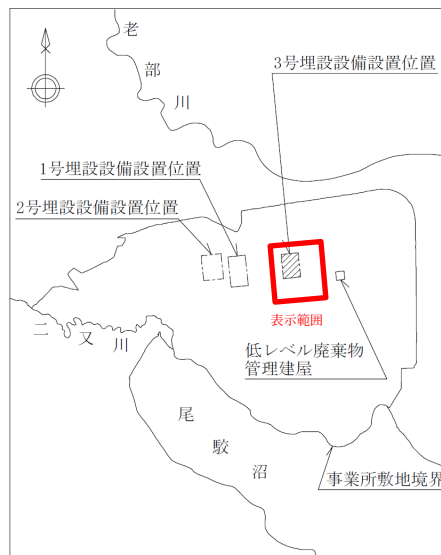 老部川
3号埋設設備設置位置
1号埋設設備設置位置
2号埋設設備設置位置
表示範囲
二又川
低レベル廃棄物
管理建屋
尾駮沼
事業所敷地境界